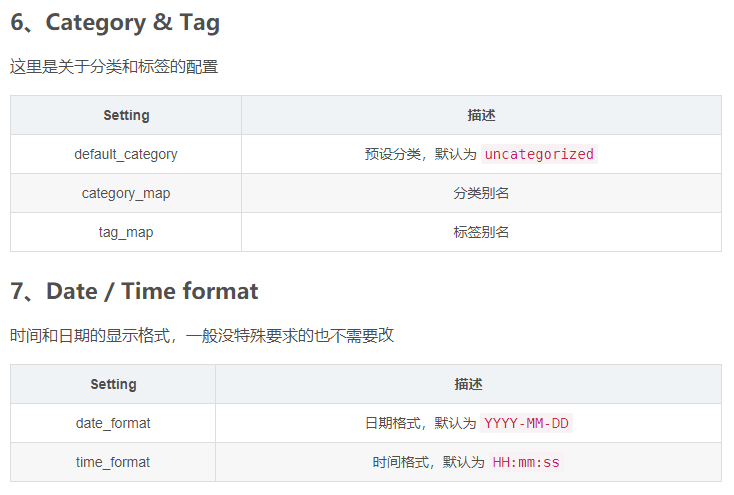 6、Category & Tag
这里是关于分类和标签的配置
Setting 描述
default_category 预设分类，默认为 uncategorized
category_map 分类别名
tag_map 标签别名
7、Date / Time format
时间和日期的显示格式，一般没特殊要求的也不需要改
Setting 描述
date_format 日期格式，默认为 YYYY-MM-DD
time_format 时间格式，默认为 HH:mm:ss